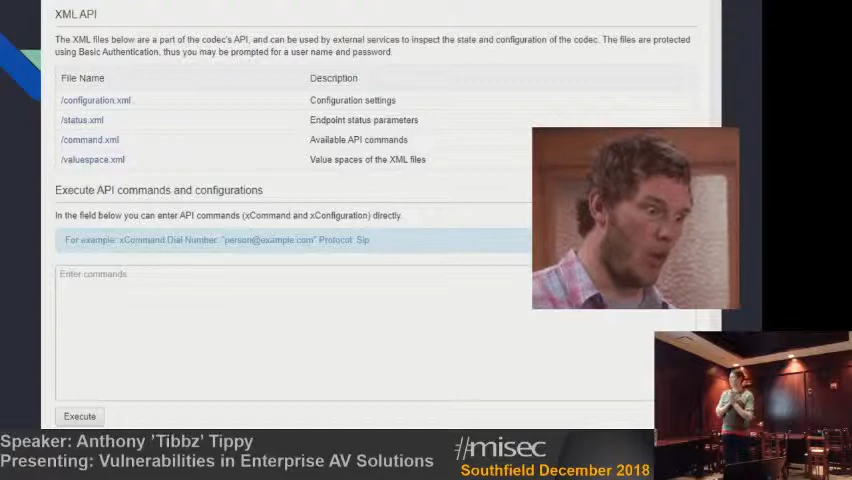 XML API
The XML files below are a part of the codec's API, and can be used by external services to inspect the state and configuration of the codec. The files are protected
using Basic Authentication, thus you may be prompted for a user name and password.
File Name Description
/configuration.xml Configuration settings
/status.xml Endpoint status parameters
/command.xml Available API commands
/valuespace.xml Value spaces of the XML files
Execute API commands and configurations
In the field below you can enter API commands (xCommand and xConfiguration) directly.
For example: xCommand Dial Number: "person@example.com" Protocol: Sip
Enter commands
Execute
Speaker: Anthony 'Tibbz' Tippy
Presenting: Vulnerabilities in Enterprise AV Solutions
//misec
Southfield December 2018